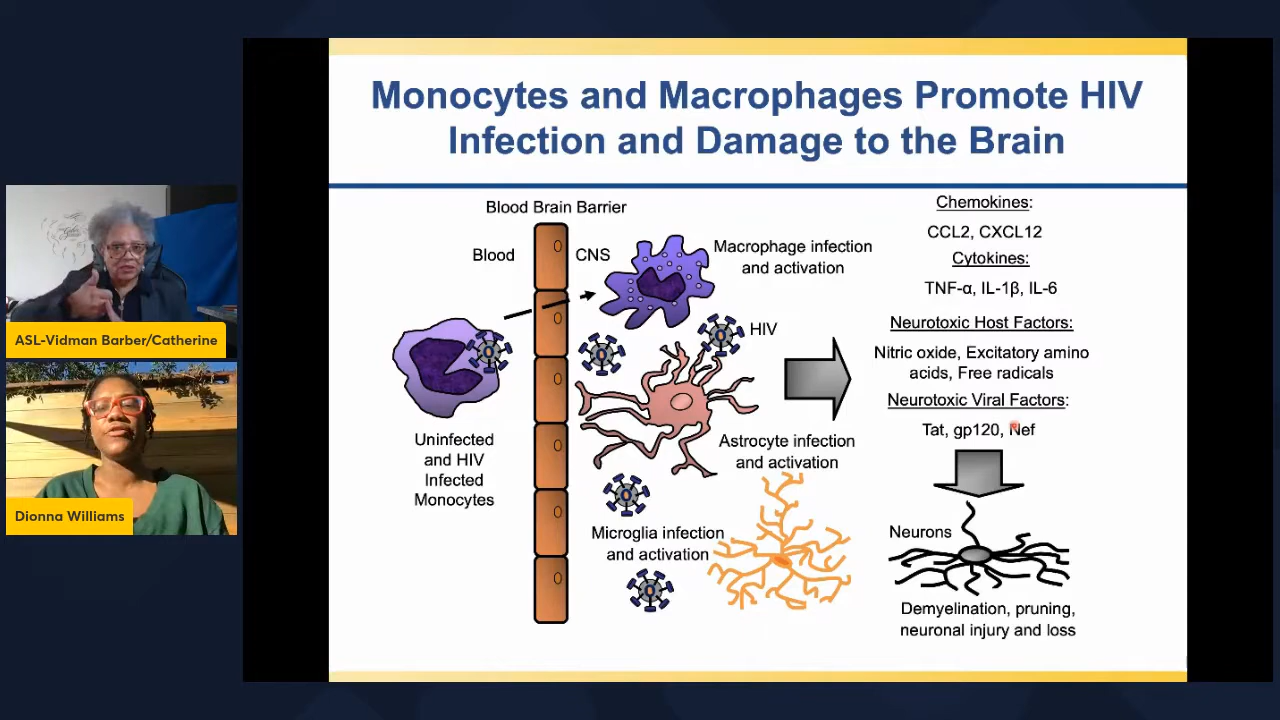 Monocytes and Macrophages Promote HIV
Infection and Damage to the Brain
Blood Brain Barrier
Blood
CNS
Macrophage infection
and activation
HIV
Uninfected
and HIV
Infected
Monocytes
Astrocyte infection
and activation
Microglia infection
and activation
Chemokines:
CCL2, CXCL12
Cytokines:
TNF-α, IL-1β, IL-6
Neurotoxic Host Factors:
Nitric oxide, Excitatory amino
acids, Free radicals
Neurotoxic Viral Factors:
Tat, gp120, Nef
Neurons
Demyelination, pruning,
neuronal injury and loss
ASL-Vidman Barber/Catherine
Dionna Williams